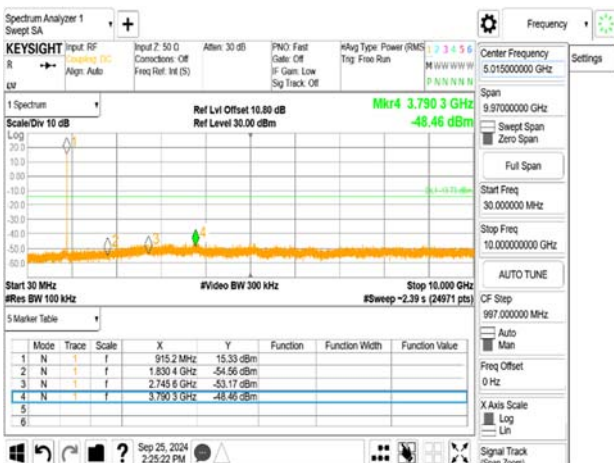 Spectrum Analyzer 1
Swept SA
Frequency
KEYSIGHT
R
Input: RF
Coupling: DC
Align: Auto
Input Z: 50 Ω
Corrections: Off
Freq Ref: Int (S)
Atten: 30 dB
PNO: Fast
Gate: Off
IF Gain: Low
Sig Track: Off
#Avg Type: Power (RMS
Trig: Free Run
1 2 3 4 5 6
M W W W W W
P N N N N N
1 Spectrum
Scale/Div 10 dB
Log
Ref Lvl Offset 10.80 dB
Ref Level 30.00 dBm
Mkr4 3.790 3 GHz
-48.46 dBm
20.0
10.0
0.00
-10.0
-20.0
-30.0
-40.0
-50.0
-60.0
1
2
3
4
Start 30 MHz
#Res BW 100 kHz
#Video BW 300 kHz
Stop 10.000 GHz
#Sweep ~2.39 s (24971 pts)
5 Marker Table
Mode Trace Scale X Y Function Function Width Function Value
1 N 1 f 915.2 MHz 15.33 dBm
2 N 1 f 1.830 4 GHz -54.56 dBm
3 N 1 f 2.745 6 GHz -53.17 dBm
4 N 1 f 3.790 3 GHz -48.46 dBm
5
6
Sep 25, 2024
2:25:22 PM
Center Frequency
5.015000000 GHz
Settings
Span
9.97000000 GHz
Swept Span
Zero Span
Full Span
Start Freq
30.000000 MHz
Stop Freq
10.000000000 GHz
AUTO TUNE
CF Step
997.000000 MHz
Auto
Man
Freq Offset
0 Hz
X Axis Scale
Log
Lin
Signal Track